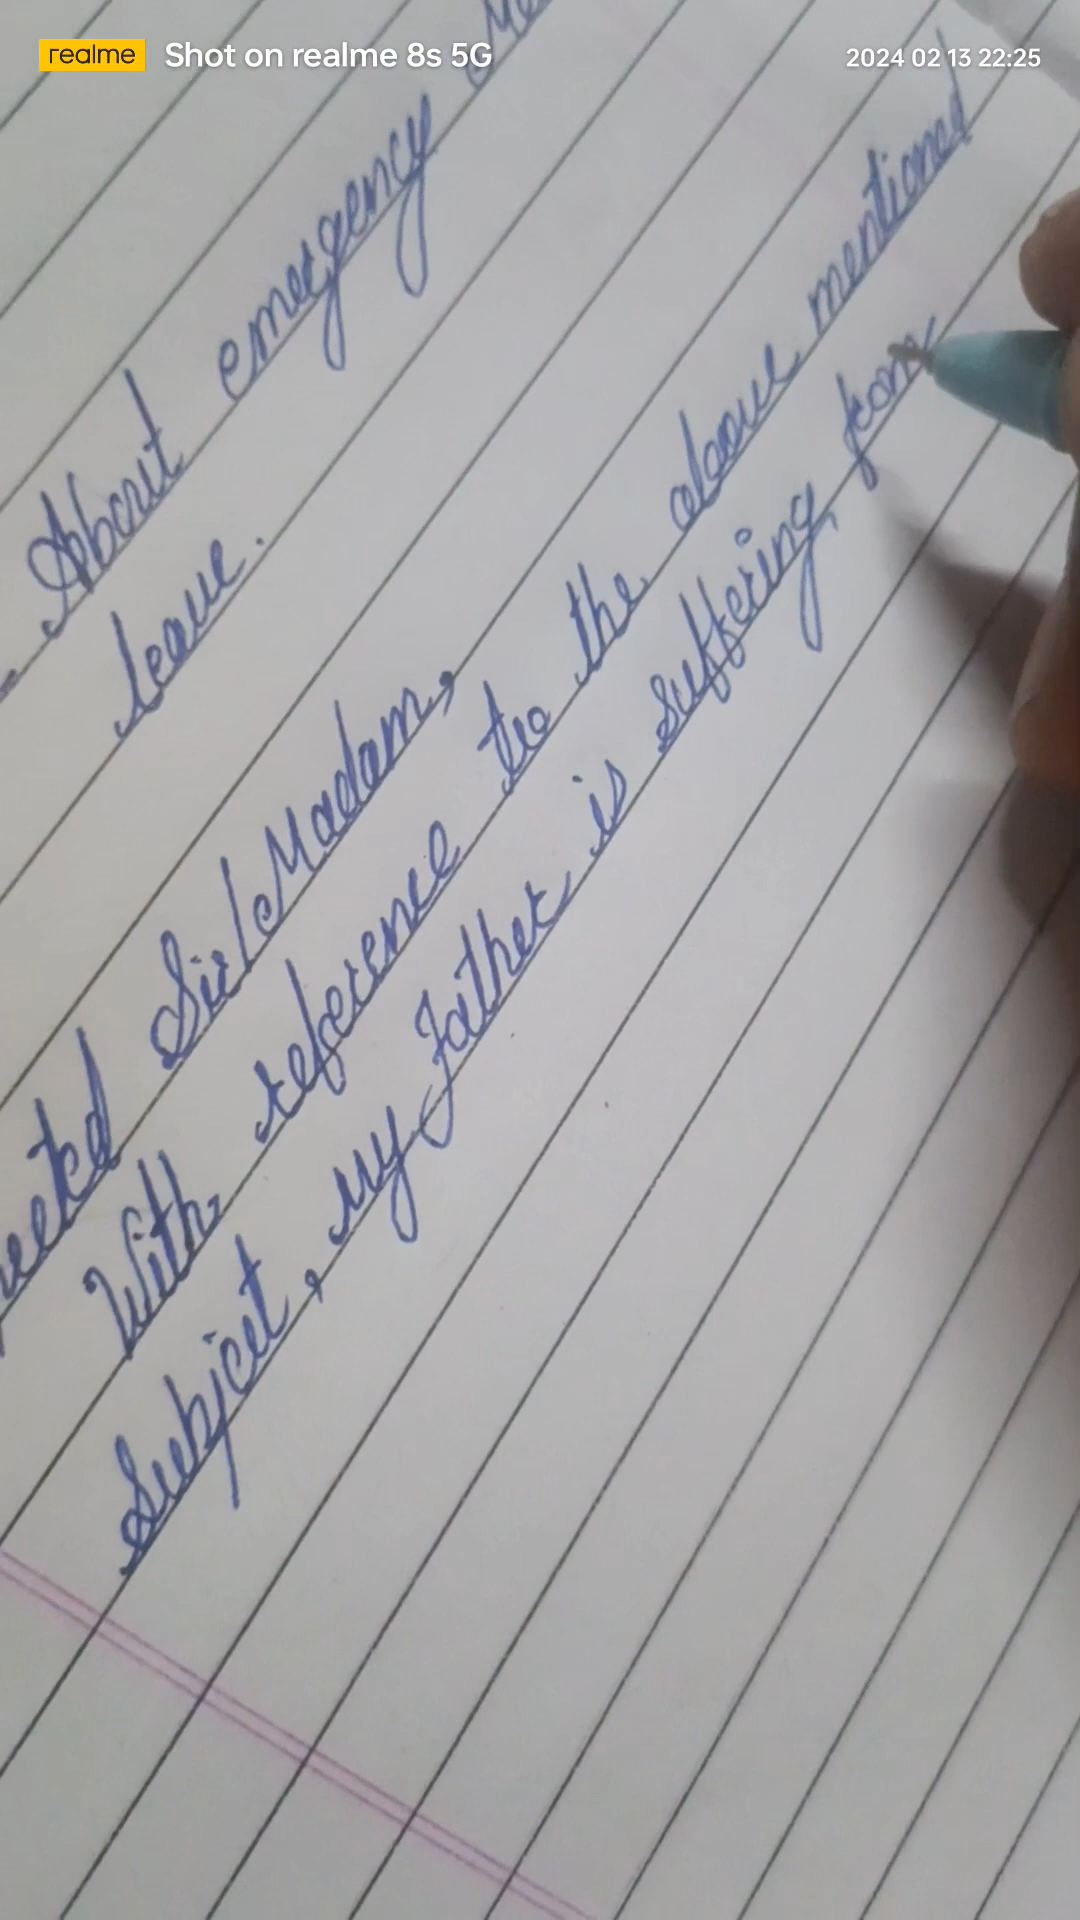 realme Shot on realme 8s 5G
2024 02 13 22:25
About emergency
leave.
Sir/Madam,
With reference to the above mentioned
Subject, my Father is suffering from